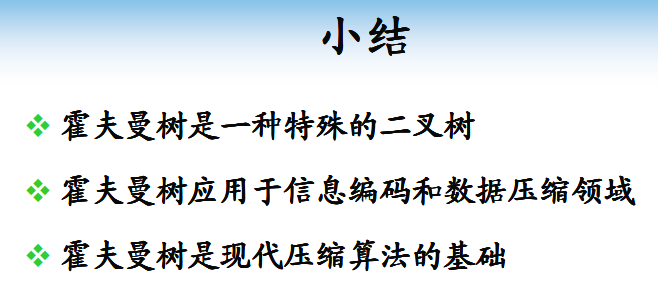 小结
霍夫曼树是一种特殊的二叉树
霍夫曼树应用于信息编码和数据压缩领域
霍夫曼树是现代压缩算法的基础